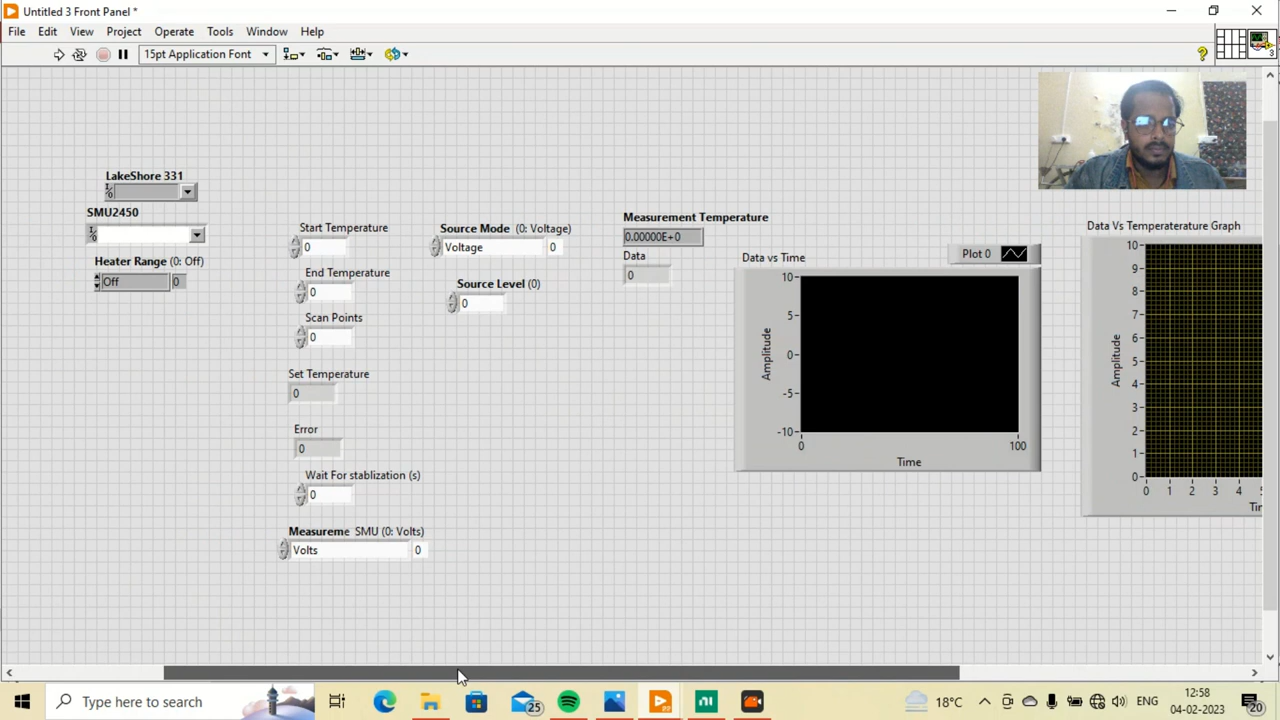 Untitled 3 Front Panel *
File Edit View Project Operate Tools Window Help
15pt Application Font
?
3
LakeShore 331
SMU2450
Heater Range (0: Off)
Off 0
Start Temperature
0
End Temperature
0
Scan Points
0
Set Temperature
0
Error
0
Wait For stablization (s)
0
Measureme SMU (0: Volts)
Volts 0
Source Mode (0: Voltage)
Voltage 0
Source Level (0)
0
Measurement Temperature
0.00000E+0
Data
0
Data vs Time
Plot 0
10
5
0
-5
-10
Amplitude
0 100
Time
Data Vs Temperaterature Graph
10
9
8
7
6
5
4
3
2
1
0
Amplitude
0 1 2 3 4
Type here to search
25
18°C
ENG
12:58
04-02-2023
20